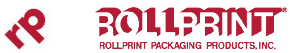 rp ROLLPRINT®
ROLLPRINT PACKAGING PRODUCTS, INC.